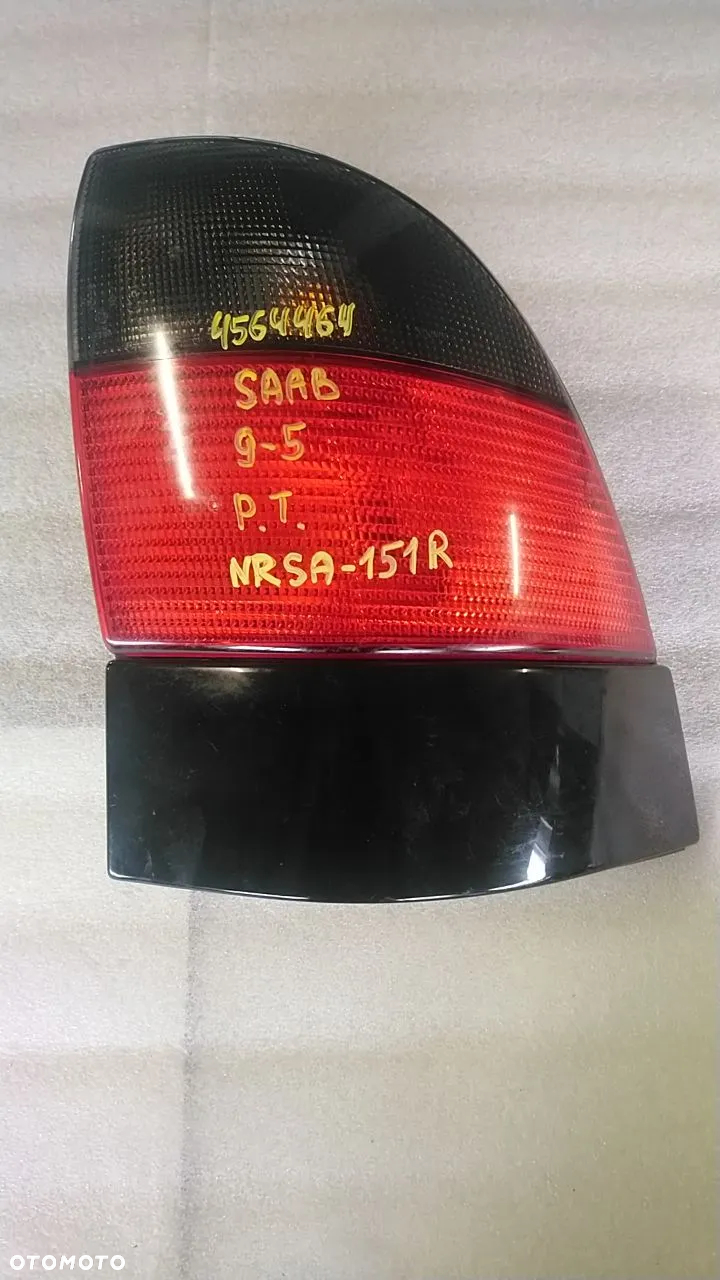 4564464
SAAB
9-5
P.T.
NRSA-151R
OTOMOTO